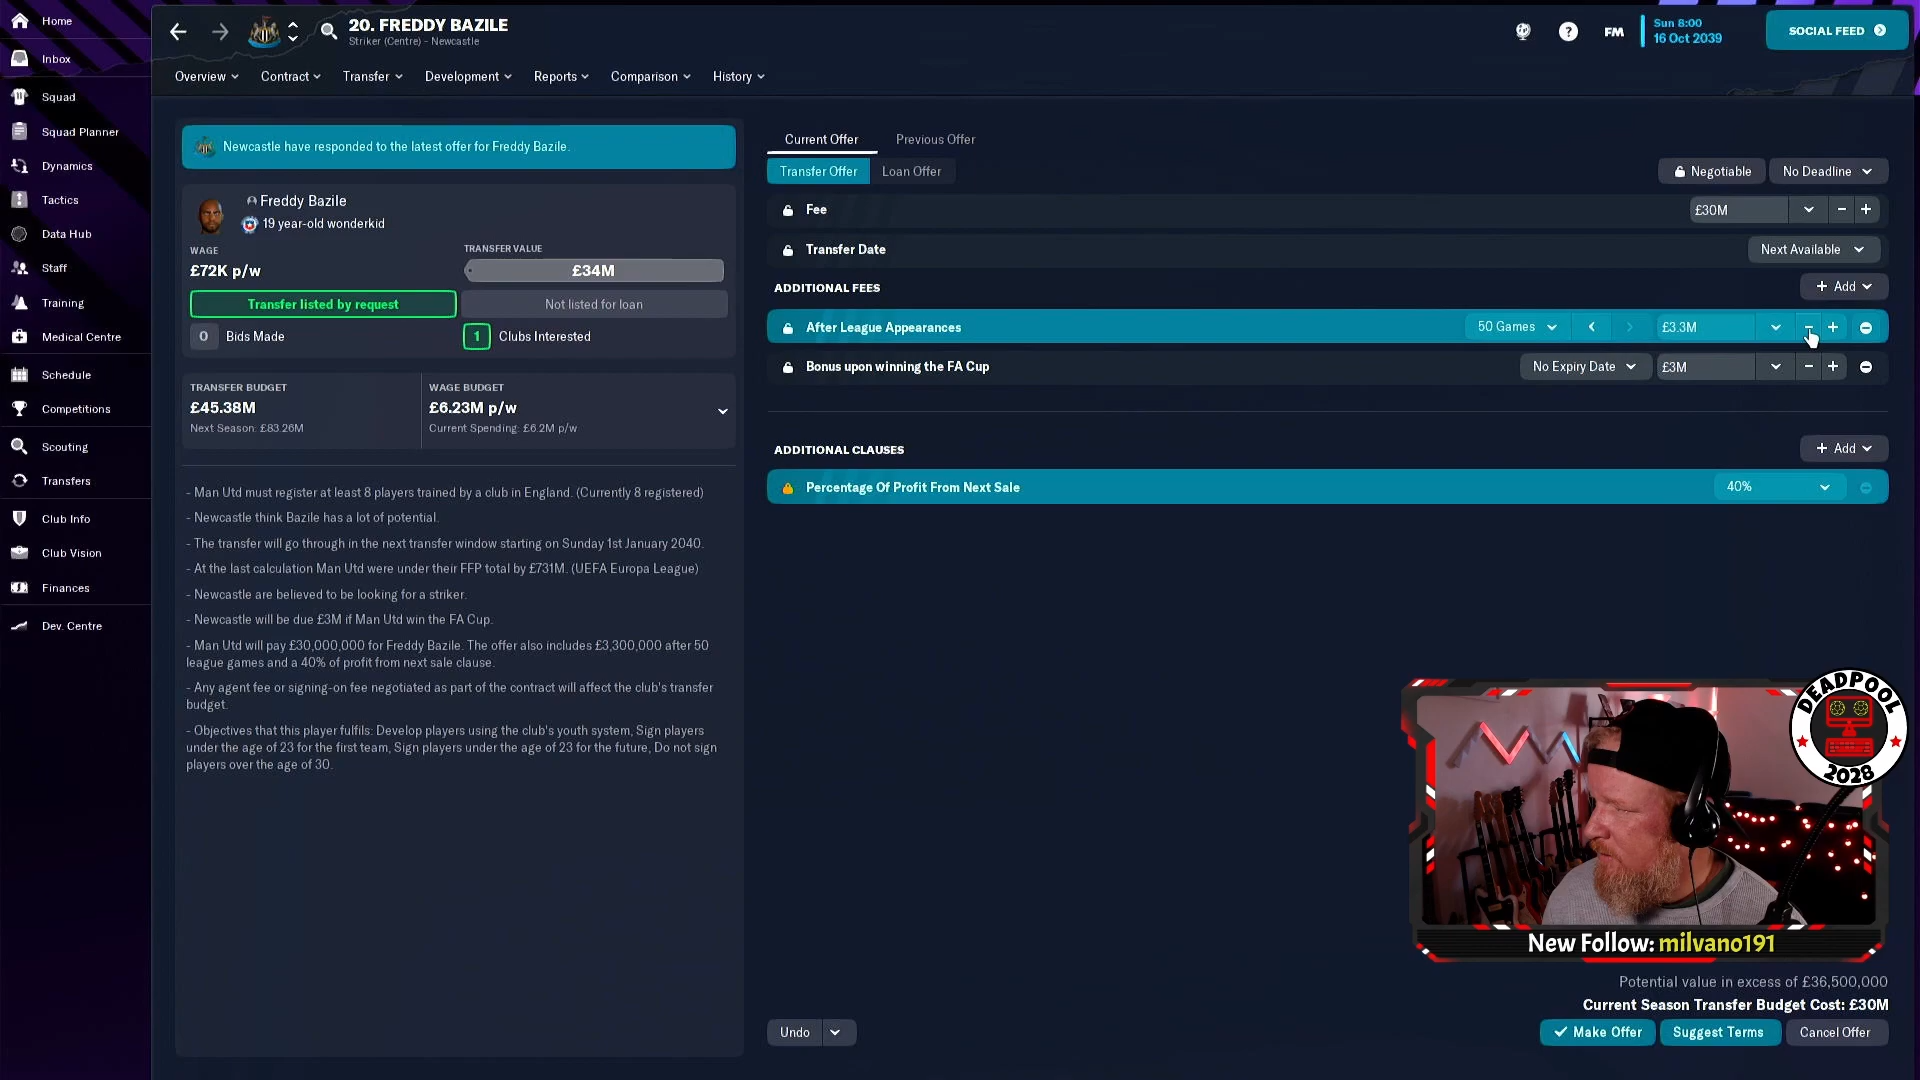 Home
Inbox
Squad
Squad Planner
Dynamics
Tactics
Data Hub
Staff
Training
Medical Centre
Schedule
Competitions
Scouting
Transfers
Club Info
Club Vision
Finances
Dev. Centre
20. FREDDY BAZILE
Striker (Centre) - Newcastle
FM
Sun 8:00
16 Oct 2039
SOCIAL FEED
Overview
Contract
Transfer
Development
Reports
Comparison
History
Newcastle have responded to the latest offer for Freddy Bazile.
Freddy Bazile
19 year-old wonderkid
WAGE
£72K p/w
TRANSFER VALUE
£34M
Transfer listed by request
Not listed for loan
0 Bids Made
1 Clubs Interested
TRANSFER BUDGET
£45.38M
Next Season: £83.26M
WAGE BUDGET
£6.23M p/w
Current Spending: £6.2M p/w
- Man Utd must register at least 8 players trained by a club in England. (Currently 8 registered)
- Newcastle think Bazile has a lot of potential.
- The transfer will go through in the next transfer window starting on Sunday 1st January 2040.
- At the last calculation Man Utd were under their FFP total by £731M. (UEFA Europa League)
- Newcastle are believed to be looking for a striker.
- Newcastle will be due £3M if Man Utd win the FA Cup.
- Man Utd will pay £30,000,000 for Freddy Bazile. The offer also includes £3,300,000 after 50
league games and a 40% of profit from next sale clause.
- Any agent fee or signing-on fee negotiated as part of the contract will affect the club's transfer
budget.
- Objectives that this player fulfils: Develop players using the club's youth system, Sign players
under the age of 23 for the first team, Sign players under the age of 23 for the future, Do not sign
players over the age of 30.
Current Offer
Previous Offer
Transfer Offer
Loan Offer
Negotiable
No Deadline
Fee
£30M
Transfer Date
Next Available
ADDITIONAL FEES
+ Add
After League Appearances
50 Games
£3.3M
Bonus upon winning the FA Cup
No Expiry Date
£3M
ADDITIONAL CLAUSES
+ Add
Percentage Of Profit From Next Sale
40%
DEADPOOL
2028
New Follow: milvano191
Potential value in excess of £36,500,000
Current Season Transfer Budget Cost: £30M
Undo
Make Offer
Suggest Terms
Cancel Offer